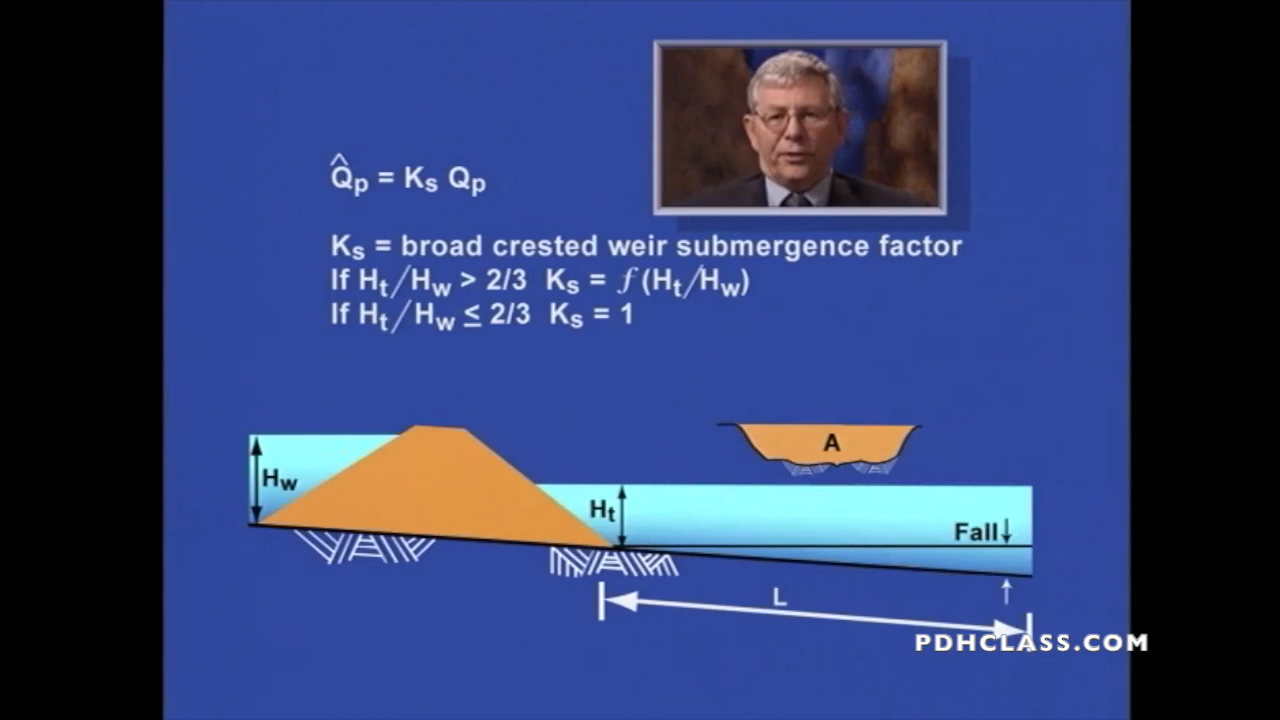 Q̂p = Ks Qp
Ks = broad crested weir submergence factor
If Ht/Hw > 2/3 Ks = f (Ht/Hw)
If Ht/Hw ≤ 2/3 Ks = 1
A
Hw
Ht
Fall
L
PDHCLASS.COM